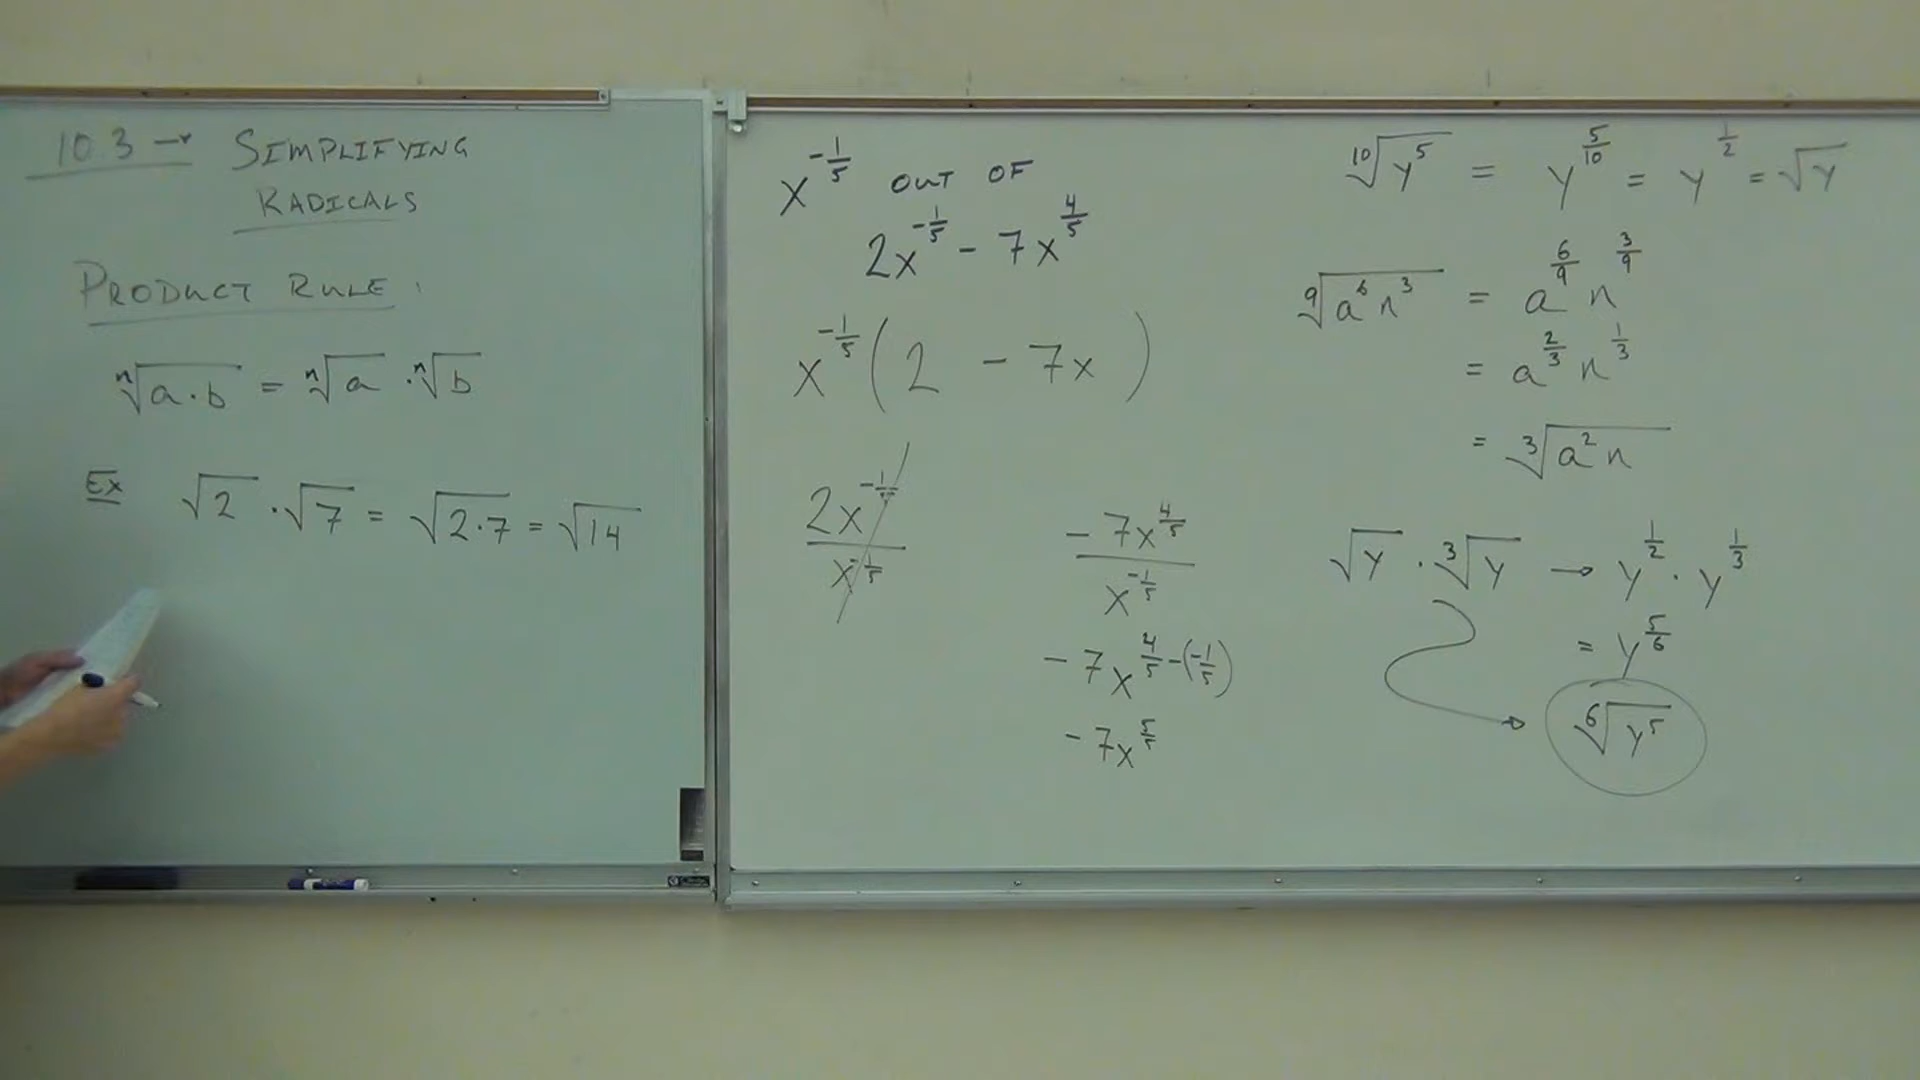 10.3 → SIMPLIFYING
RADICALS
PRODUCT RULE:
ⁿ√(a·b) = ⁿ√a · ⁿ√b
Ex √2 · √7 = √(2·7) = √14
x^(-1/5) OUT OF
2x^(-1/5) - 7x^(4/5)
x^(-1/5) (2 - 7x)
2x^(-1/5) / x^(-1/5)
-7x^(4/5) / x^(-1/5)
-7x^(4/5 - (-1/5))
-7x^(5/5)
¹⁰√(y⁵) = y^(5/10) = y^(1/2) = √y
⁹√(a⁶n³) = a^(6/9) n^(3/9)
= a^(2/3) n^(1/3)
= ³√(a²n)
√y · ³√y → y^(1/2) · y^(1/3)
= y^(5/6)
⁶√(y⁵)